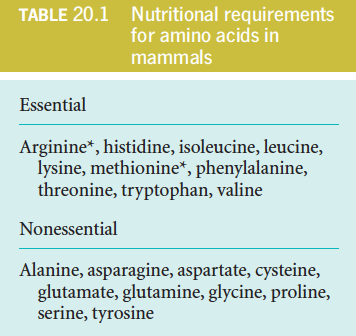 TABLE 20.1 Nutritional requirements
for amino acids in
mammals
Essential
Arginine*, histidine, isoleucine, leucine,
lysine, methionine*, phenylalanine,
threonine, tryptophan, valine
Nonessential
Alanine, asparagine, aspartate, cysteine,
glutamate, glutamine, glycine, proline,
serine, tyrosine